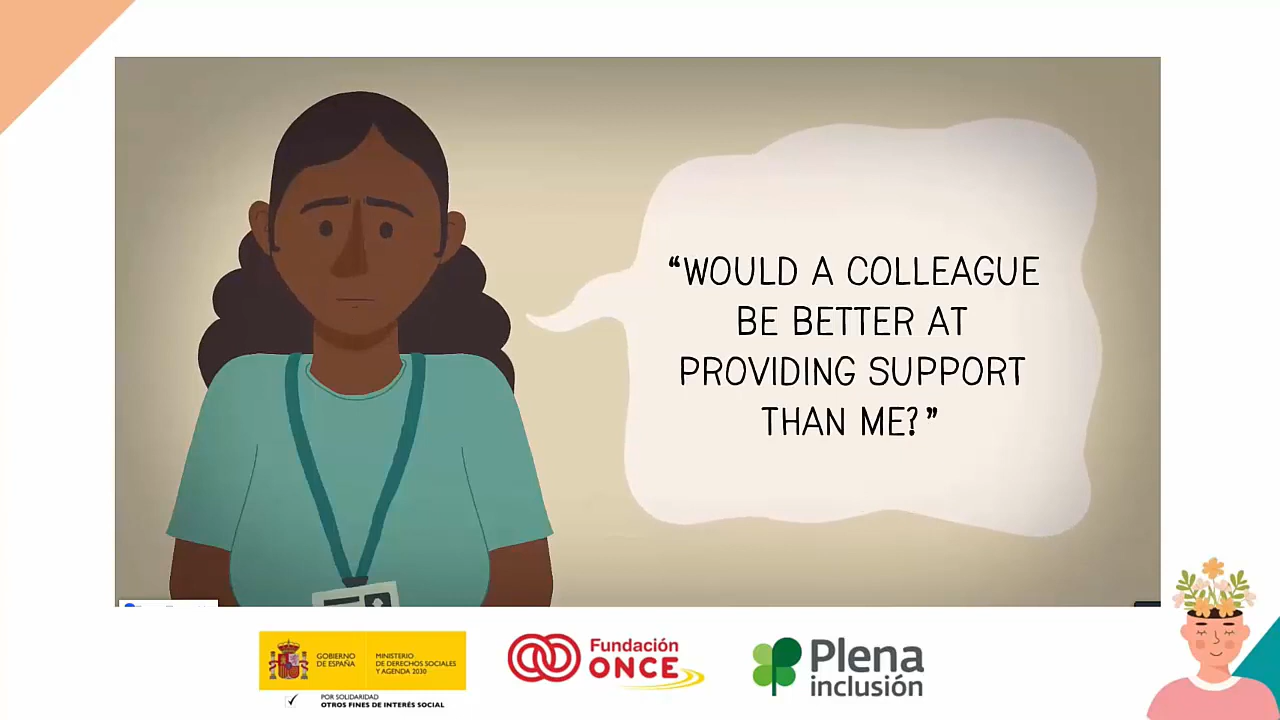 “WOULD A COLLEAGUE
BE BETTER AT
PROVIDING SUPPORT
THAN ME?”
GOBIERNO
DE ESPAÑA
MINISTERIO
DE DERECHOS SOCIALES
Y AGENDA 2030
POR SOLIDARIDAD
OTROS FINES DE INTERÉS SOCIAL
Fundación
ONCE
Plena
inclusión